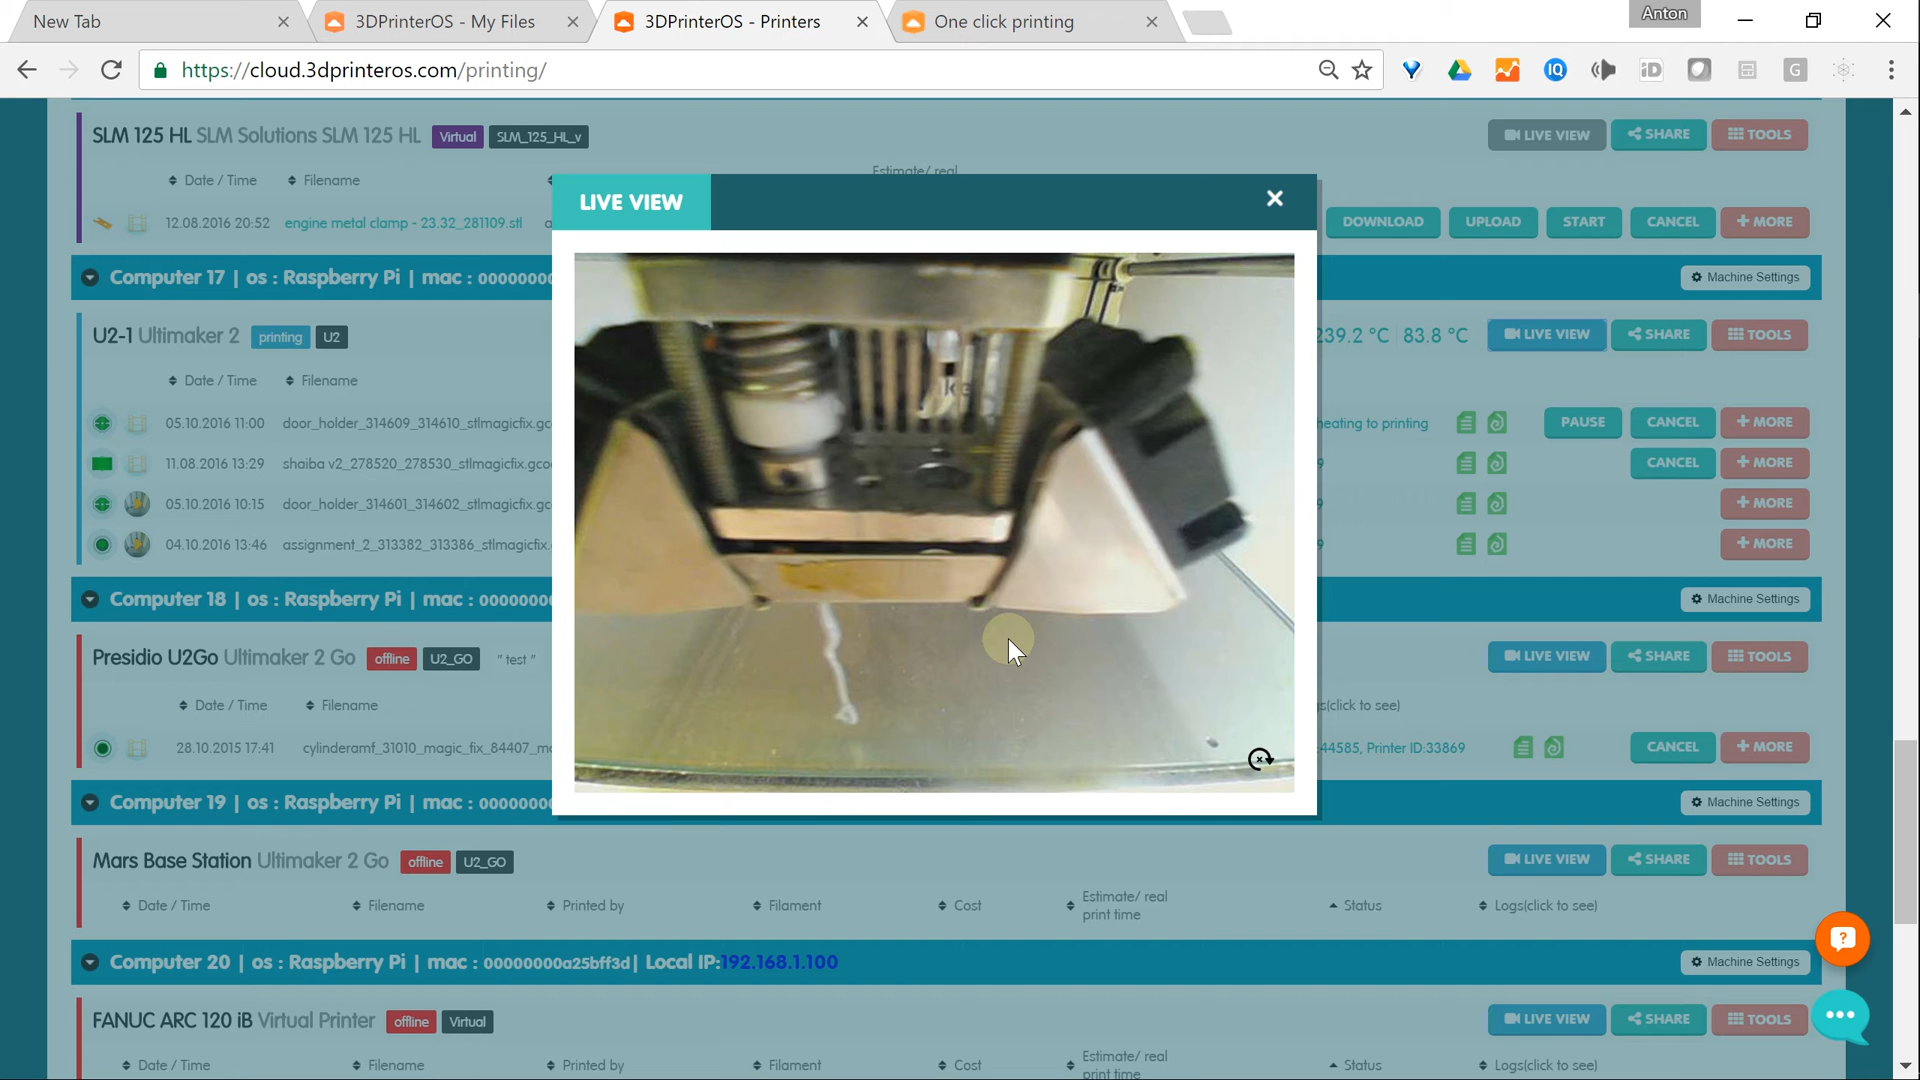 New Tab
3DPrinterOS - My Files
3DPrinterOS - Printers
One click printing
Anton
https://cloud.3dprinteros.com/printing/
SLM 125 HL SLM Solutions SLM 125 HL Virtual SLM_125_HL_v
LIVE VIEW SHARE TOOLS
Date / Time Filename Estimate/ real
12.08.2016 20:52 engine metal clamp - 23.32_281109.stl
DOWNLOAD UPLOAD START CANCEL + MORE
LIVE VIEW
Computer 17 | os : Raspberry Pi | mac : 000000000 Machine Settings
U2-1 Ultimaker 2 printing U2 239.2 °C 83.8 °C LIVE VIEW SHARE TOOLS
Date / Time Filename
05.10.2016 11:00 door_holder_314609_314610_stlmagicfix.gc heating to printing PAUSE CANCEL + MORE
11.08.2016 13:29 shaiba v2_278520_278530_stlmagicfix.gco 9 CANCEL + MORE
05.10.2016 10:15 door_holder_314601_314602_stlmagicfix.gc 9 + MORE
04.10.2016 13:46 assignment_2_313382_313386_stlmagicfix. 9 + MORE
Computer 18 | os : Raspberry Pi | mac : 000000000 Machine Settings
Presidio U2Go Ultimaker 2 Go offline U2_GO " test " LIVE VIEW SHARE TOOLS
Date / Time Filename gs(click to see)
28.10.2015 17:41 cylinderamf_31010_magic_fix_84407_m :44585, Printer ID:33869 CANCEL + MORE
Computer 19 | os : Raspberry Pi | mac : 000000000 Machine Settings
Mars Base Station Ultimaker 2 Go offline U2_GO LIVE VIEW SHARE TOOLS
Date / Time Filename Printed by Filament Cost Estimate/ real print time Status Logs(click to see)
Computer 20 | os : Raspberry Pi | mac : 00000000a25bff3d| Local IP:192.168.1.100 Machine Settings
FANUC ARC 120 iB Virtual Printer offline Virtual LIVE VIEW SHARE TOOLS
Date / Time Filename Printed by Filament Cost Estimate/ real print time Status Logs(click to see)